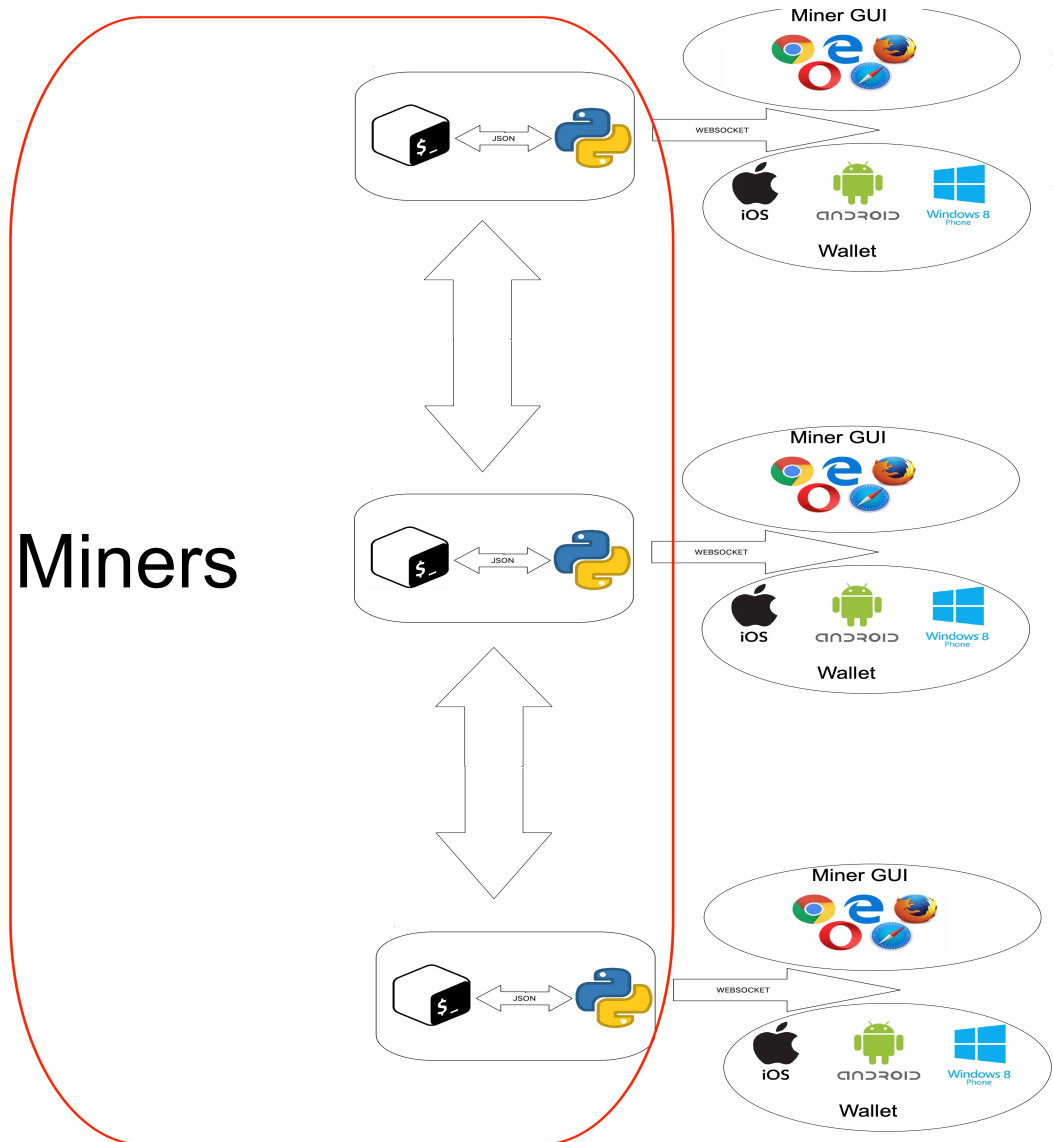 Miner GUI
$_
JSON
WEBSOCKET
iOS
android
Windows 8
Phone
Wallet
Miners
Miner GUI
$_
JSON
WEBSOCKET
iOS
android
Windows 8
Phone
Wallet
Miner GUI
$_
JSON
WEBSOCKET
iOS
android
Windows 8
Phone
Wallet